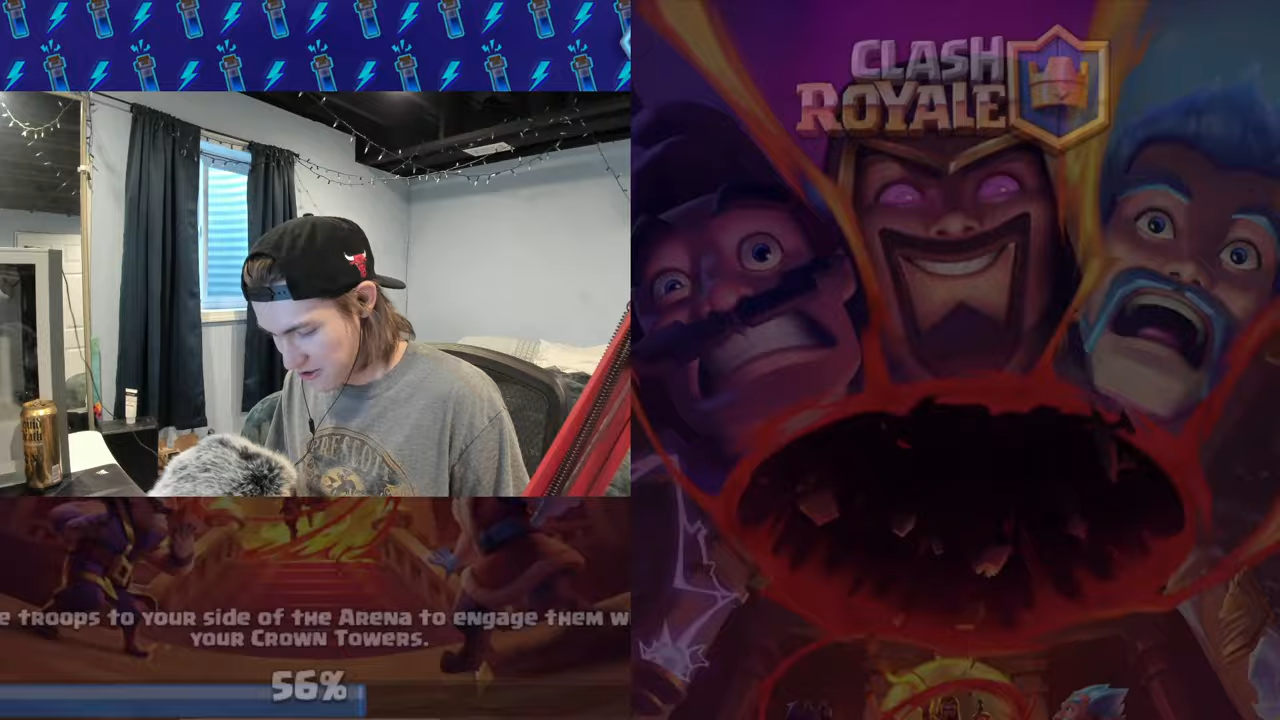 CLASH
ROYALE
e troops to your side of the Arena to engage them w
your Crown Towers.
56%